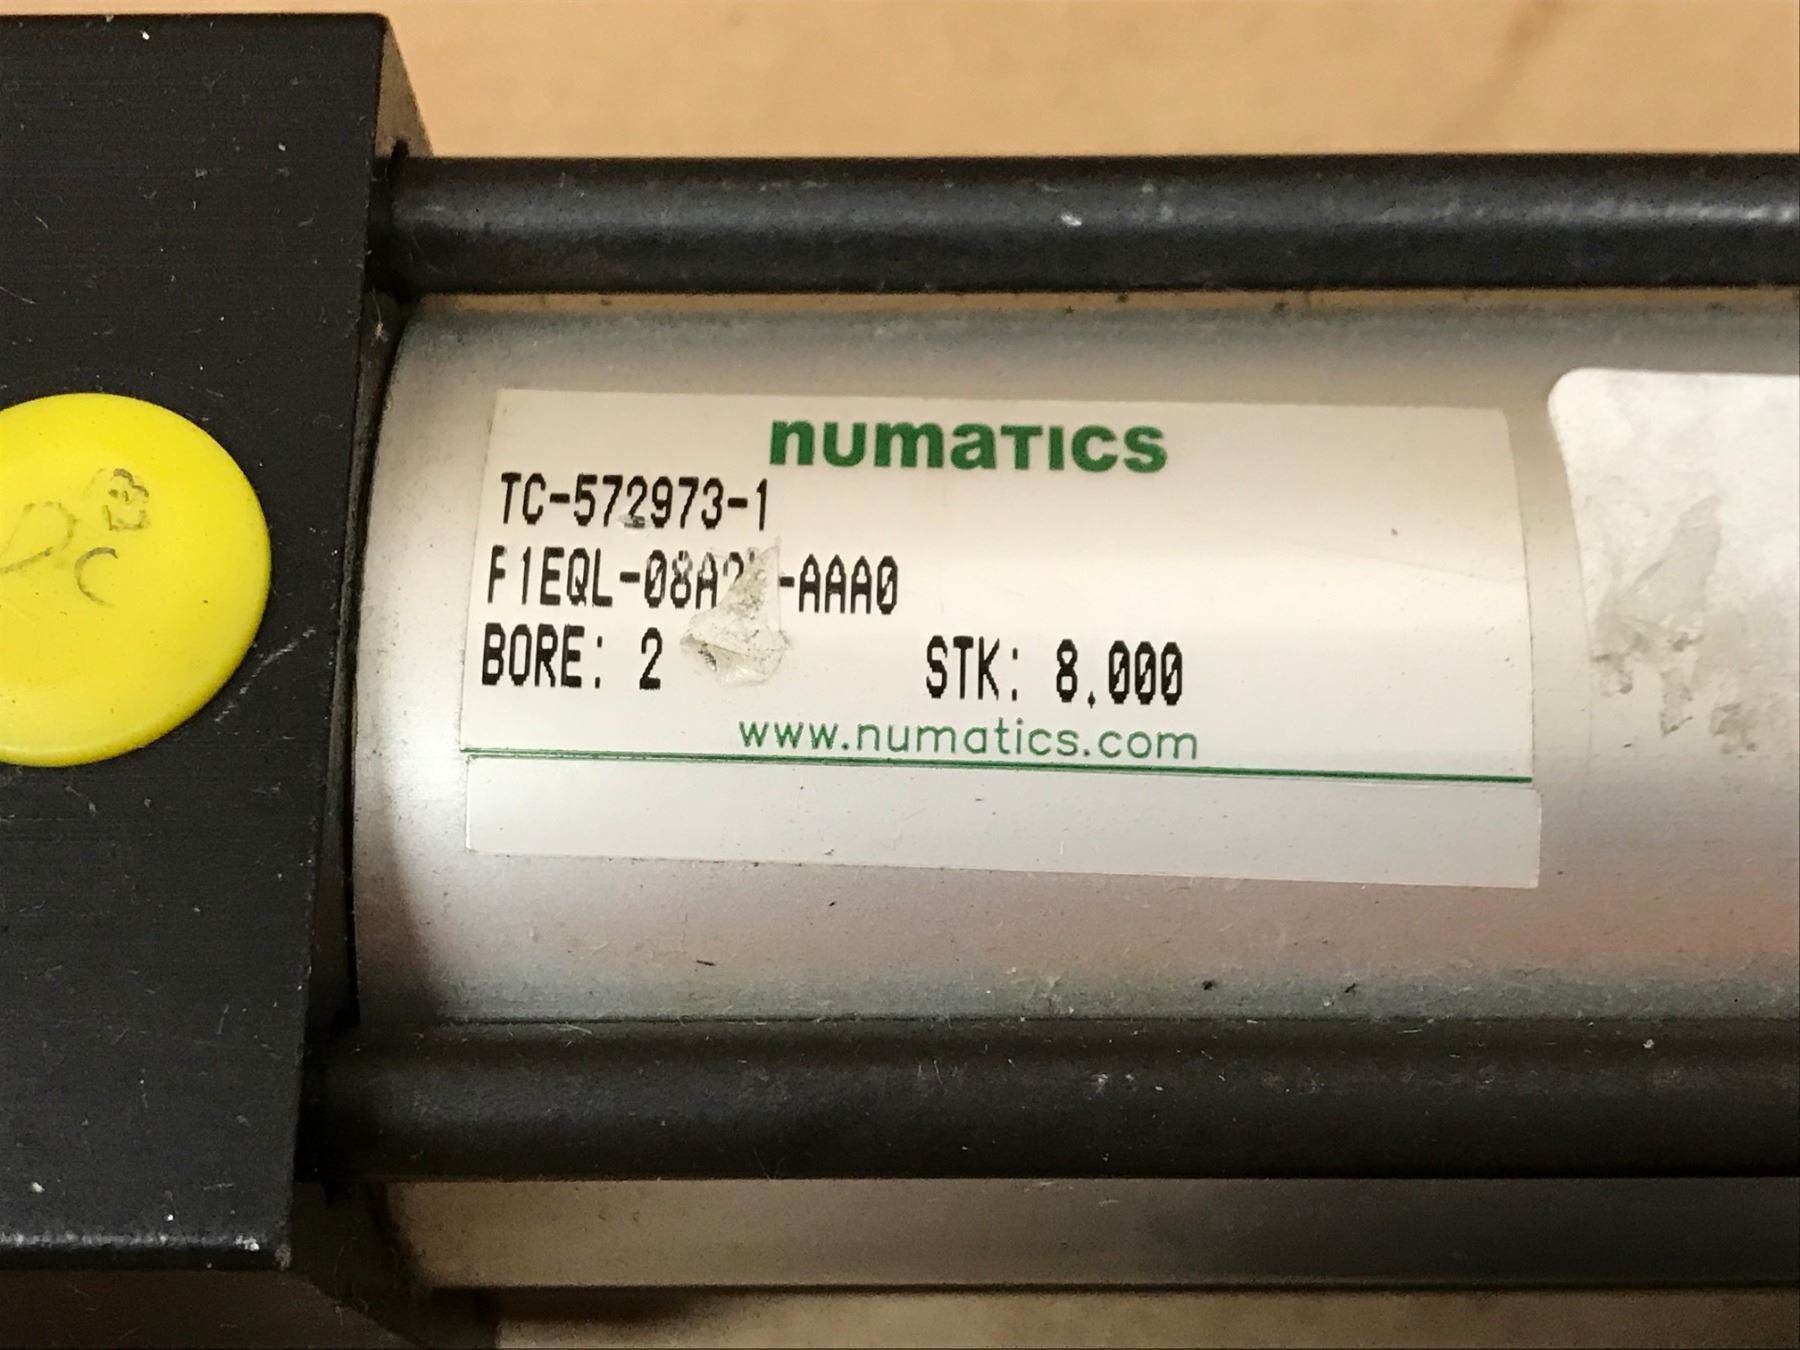 numatics
TC-572973-1
BORE: 2 STK: 8.000
www.numatics.com